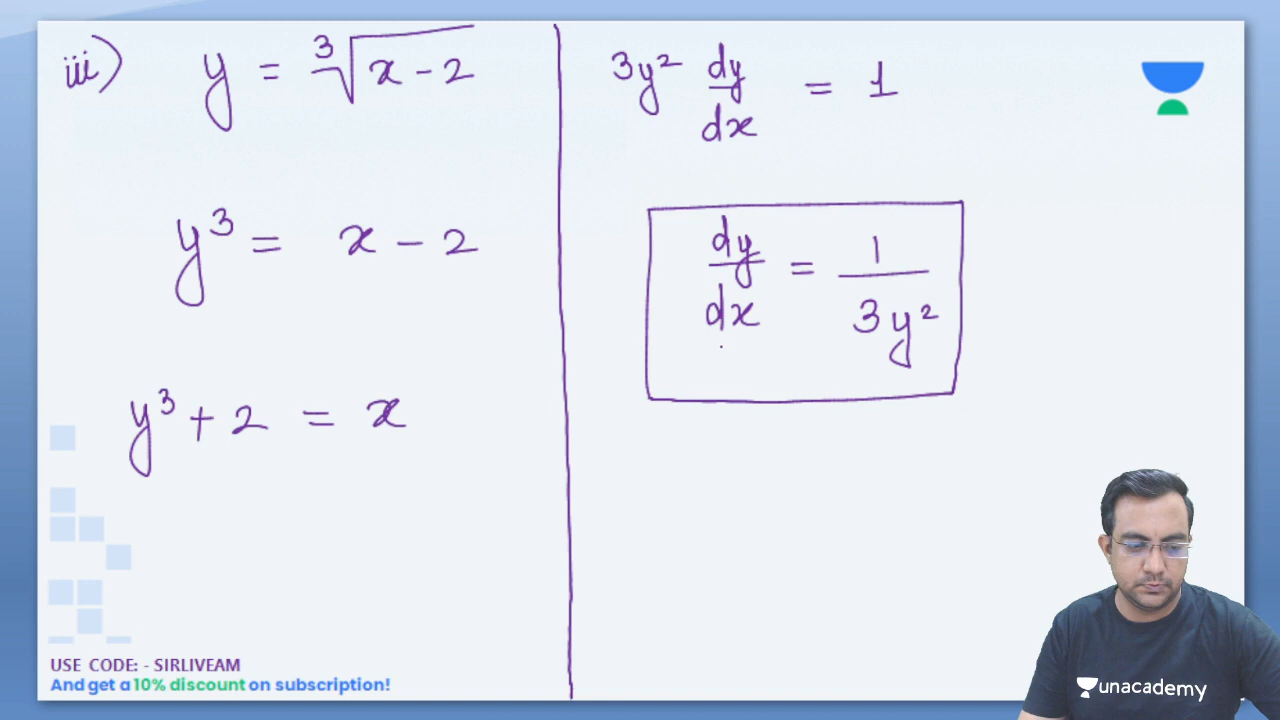 iii) y = ∛(x - 2)
y³ = x - 2
y³ + 2 = x
3y² dy/dx = 1
dy/dx = 1/3y²
USE CODE: - SIRLIVEAM
And get a 10% discount on subscription!
unacademy